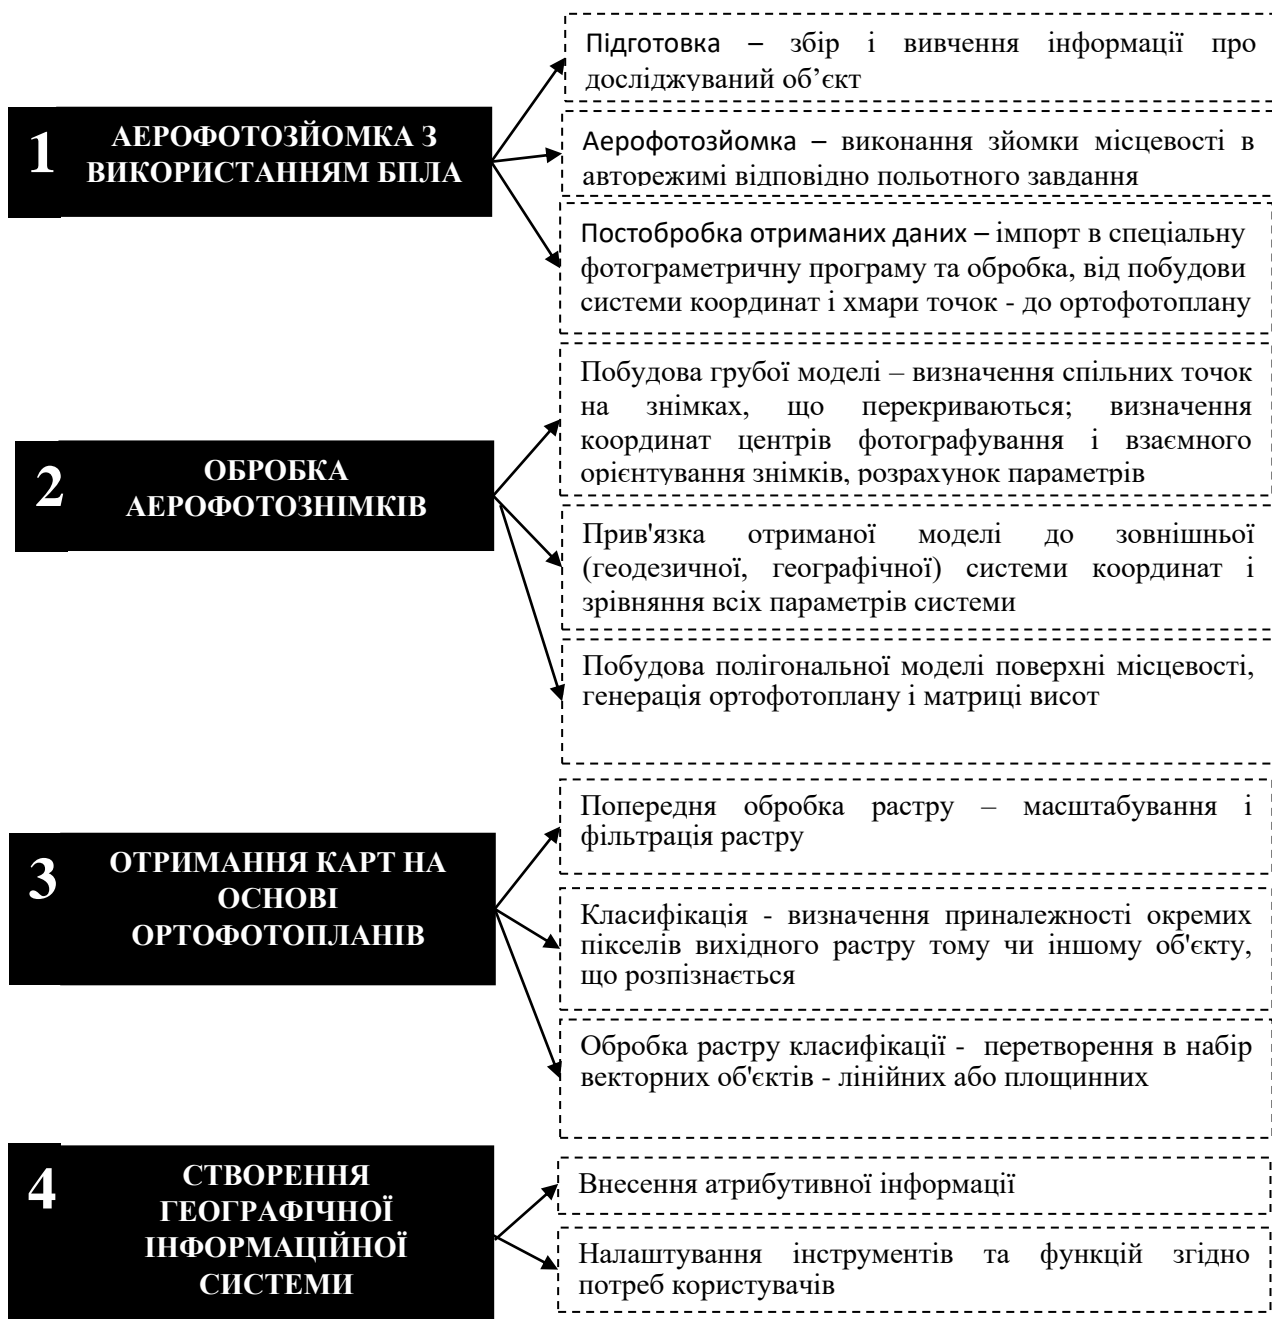 1
АЕРОФОТОЗЙОМКА З
ВИКОРИСТАННЯМ БПЛА
Підготовка – збір і вивчення інформації про
досліджуваний об’єкт
Аерофотозйомка – виконання зйомки місцевості в
авторежимі відповідно польотного завдання
Постобробка отриманих даних – імпорт в спеціальну
фотограметричну програму та обробка, від побудови
системи координат і хмари точок - до ортофотоплану
2
ОБРОБКА
АЕРОФОТОЗНІМКІВ
Побудова грубої моделі – визначення спільних точок
на знімках, що перекриваються; визначення
координат центрів фотографування і взаємного
орієнтування знімків, розрахунок параметрів
Прив'язка отриманої моделі до зовнішньої
(геодезичної, географічної) системи координат і
зрівняння всіх параметрів системи
Побудова полігональної моделі поверхні місцевості,
генерація ортофотоплану і матриці висот
3
ОТРИМАННЯ КАРТ НА
ОСНОВІ
ОРТОФОТОПЛАНІВ
Попередня обробка растру – масштабування і
фільтрація растру
Класифікація - визначення приналежності окремих
пікселів вихідного растру тому чи іншому об'єкту,
що розпізнається
Обробка растру класифікації - перетворення в набір
векторних об'єктів - лінійних або площинних
4
СТВОРЕННЯ
ГЕОГРАФІЧНОЇ
ІНФОРМАЦІЙНОЇ
СИСТЕМИ
Внесення атрибутивної інформації
Налаштування інструментів та функцій згідно
потреб користувачів